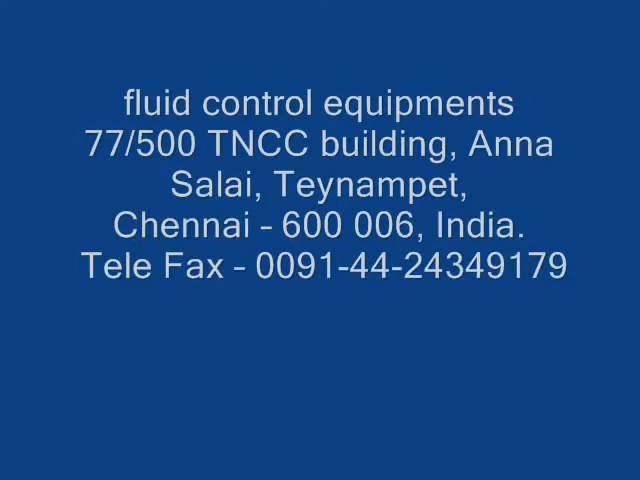 fluid control equipments
77/500 TNCC building, Anna
Salai, Teynampet,
Chennai – 600 006, India.
Tele Fax – 0091-44-24349179